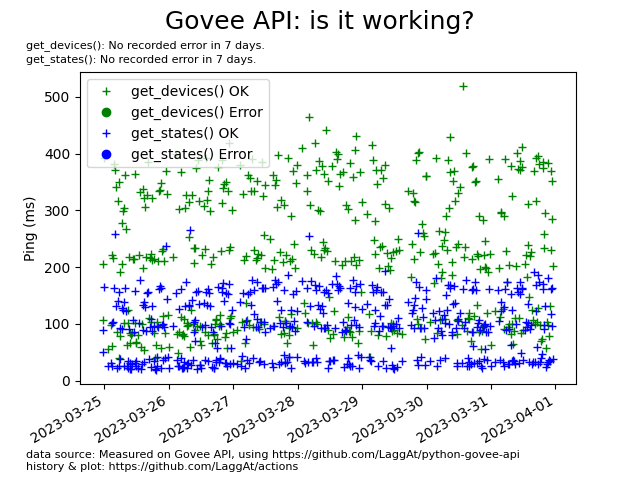 Govee API: is it working?
get_devices(): No recorded error in 7 days.
get_states(): No recorded error in 7 days.
get_devices() OK
get_devices() Error
get_states() OK
get_states() Error
Ping (ms)
500
400
300
200
100
0
2023-03-25
2023-03-26
2023-03-27
2023-03-28
2023-03-29
2023-03-30
2023-03-31
2023-04-01
data source: Measured on Govee API, using https://github.com/LaggAt/python-govee-api
history & plot: https://github.com/LaggAt/actions